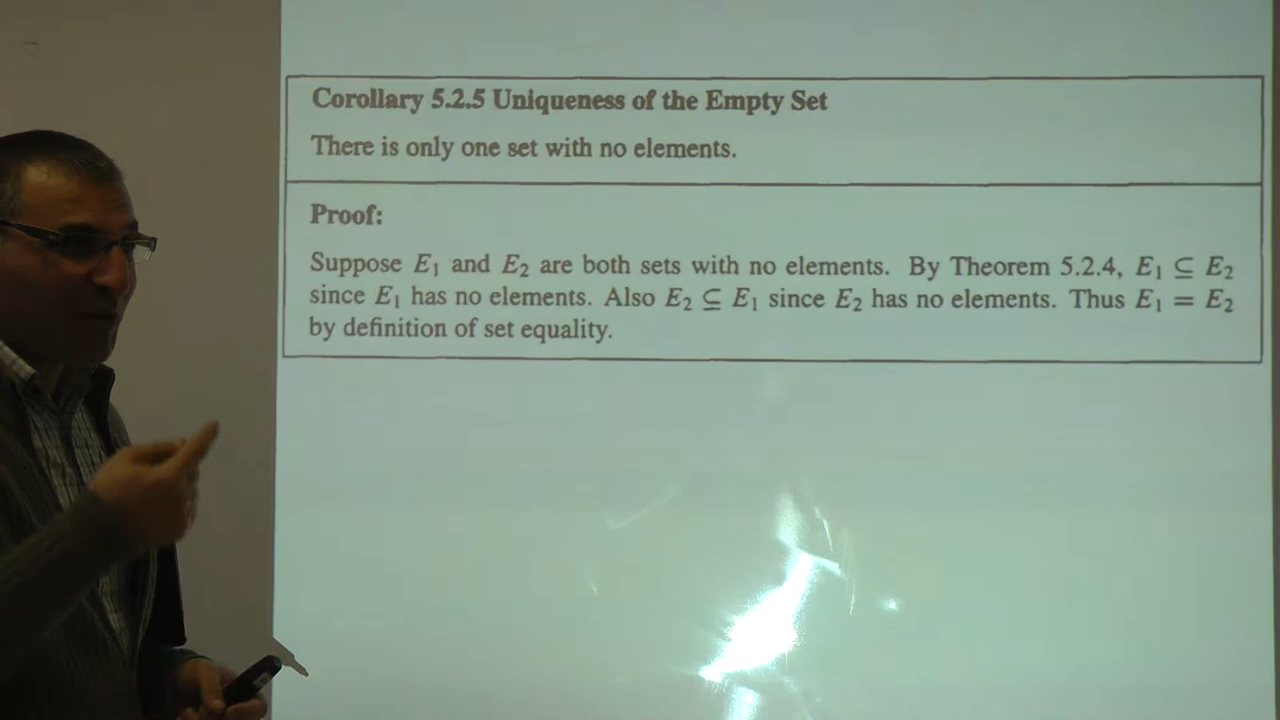 Corollary 5.2.5 Uniqueness of the Empty Set
There is only one set with no elements.
Proof:
Suppose E₁ and E₂ are both sets with no elements. By Theorem 5.2.4, E₁ ⊆ E₂
since E₁ has no elements. Also E₂ ⊆ E₁ since E₂ has no elements. Thus E₁ = E₂
by definition of set equality.